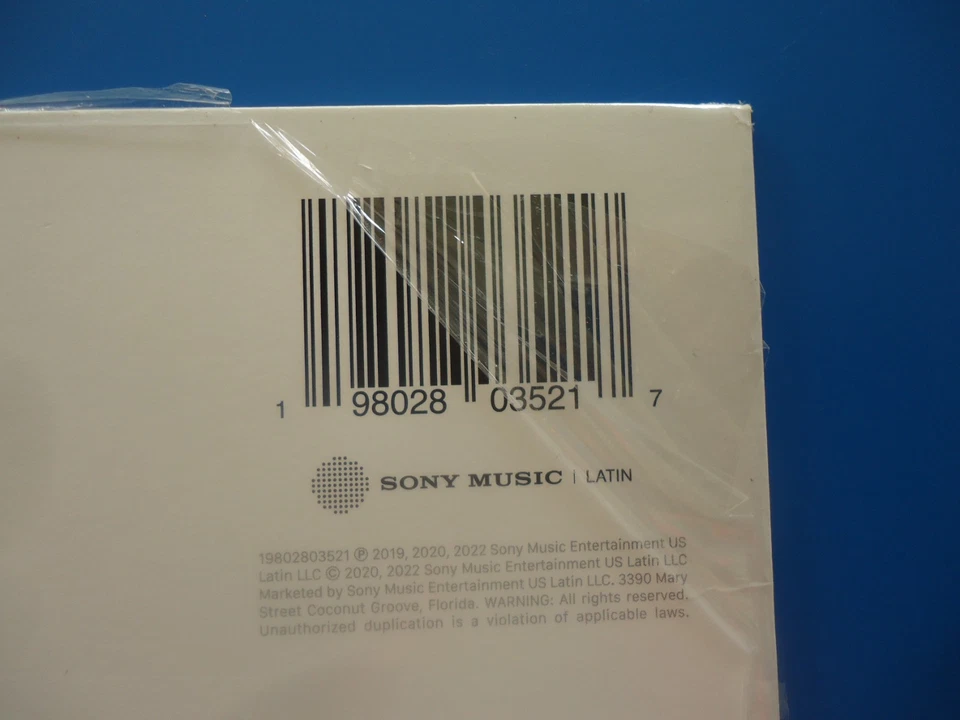 1 98028 03521 7
SONY MUSIC | LATIN
19802803521 ℗ 2019, 2020, 2022 Sony Music Entertainment US
Latin LLC © 2020, 2022 Sony Music Entertainment US Latin LLC
Marketed by Sony Music Entertainment US Latin LLC. 3390 Mary
Street Coconut Groove, Florida. WARNING: All rights reserved.
Unauthorized duplication is a violation of applicable laws.